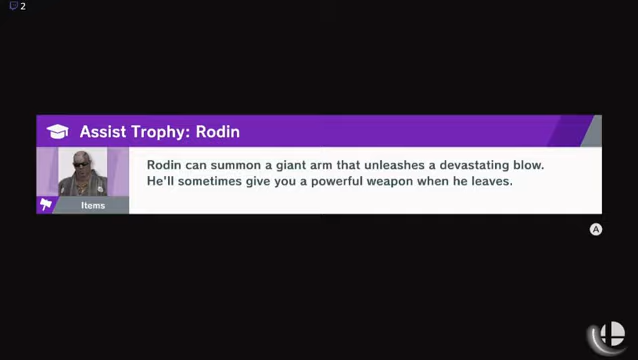 2
Assist Trophy: Rodin
Rodin can summon a giant arm that unleashes a devastating blow.
He'll sometimes give you a powerful weapon when he leaves.
Items
A